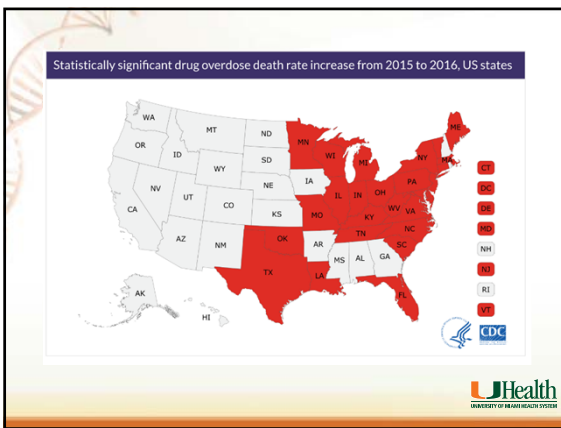 Statistically significant drug overdose death rate increase from 2015 to 2016, US states
WA
MT
ND
MN
ME
OR
ID
SD
WI
MI
NY
WY
IA
MA
NE
PA
CT
NV
UT
CO
IL
IN
OH
DC
CA
KS
MO
KY
WV
VA
DE
AZ
NM
OK
AR
TN
NC
MD
SC
NH
TX
LA
MS
AL
GA
NJ
AK
FL
RI
HI
VT
CDC
UHealth
UNIVERSITY OF MIAMI HEALTH SYSTEM